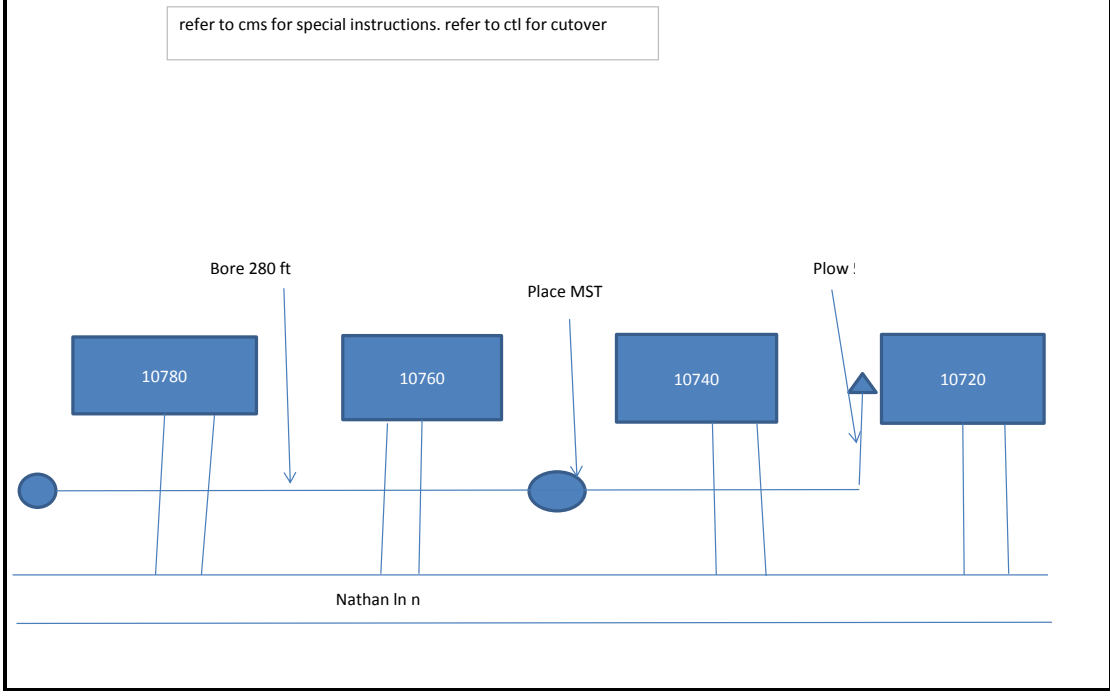 refer to cms for special instructions. refer to ctl for cutover
Bore 280 ft
Plow
Place MST
10780
10760
10740
10720
Nathan ln n